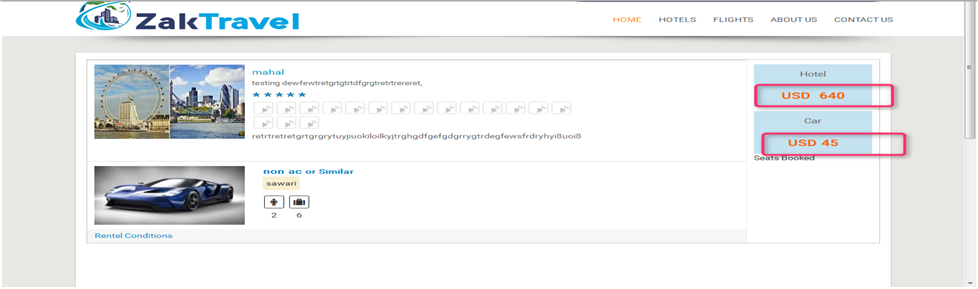 ZakTravel
HOME HOTELS FLIGHTS ABOUT US CONTACT US
mahal
testing dewfewtretgrtgtrtdfgrgtretrtrereret,
retrtretretgrtgrgrytuyjiuokiloilkyjtrghgdfgefgdgrrygtrdegfewsfrdryhyi8uoi8
Hotel
USD 640
Car
USD 45
Seats Booked
non ac or Similar
sawari
2 6
Rentel Conditions